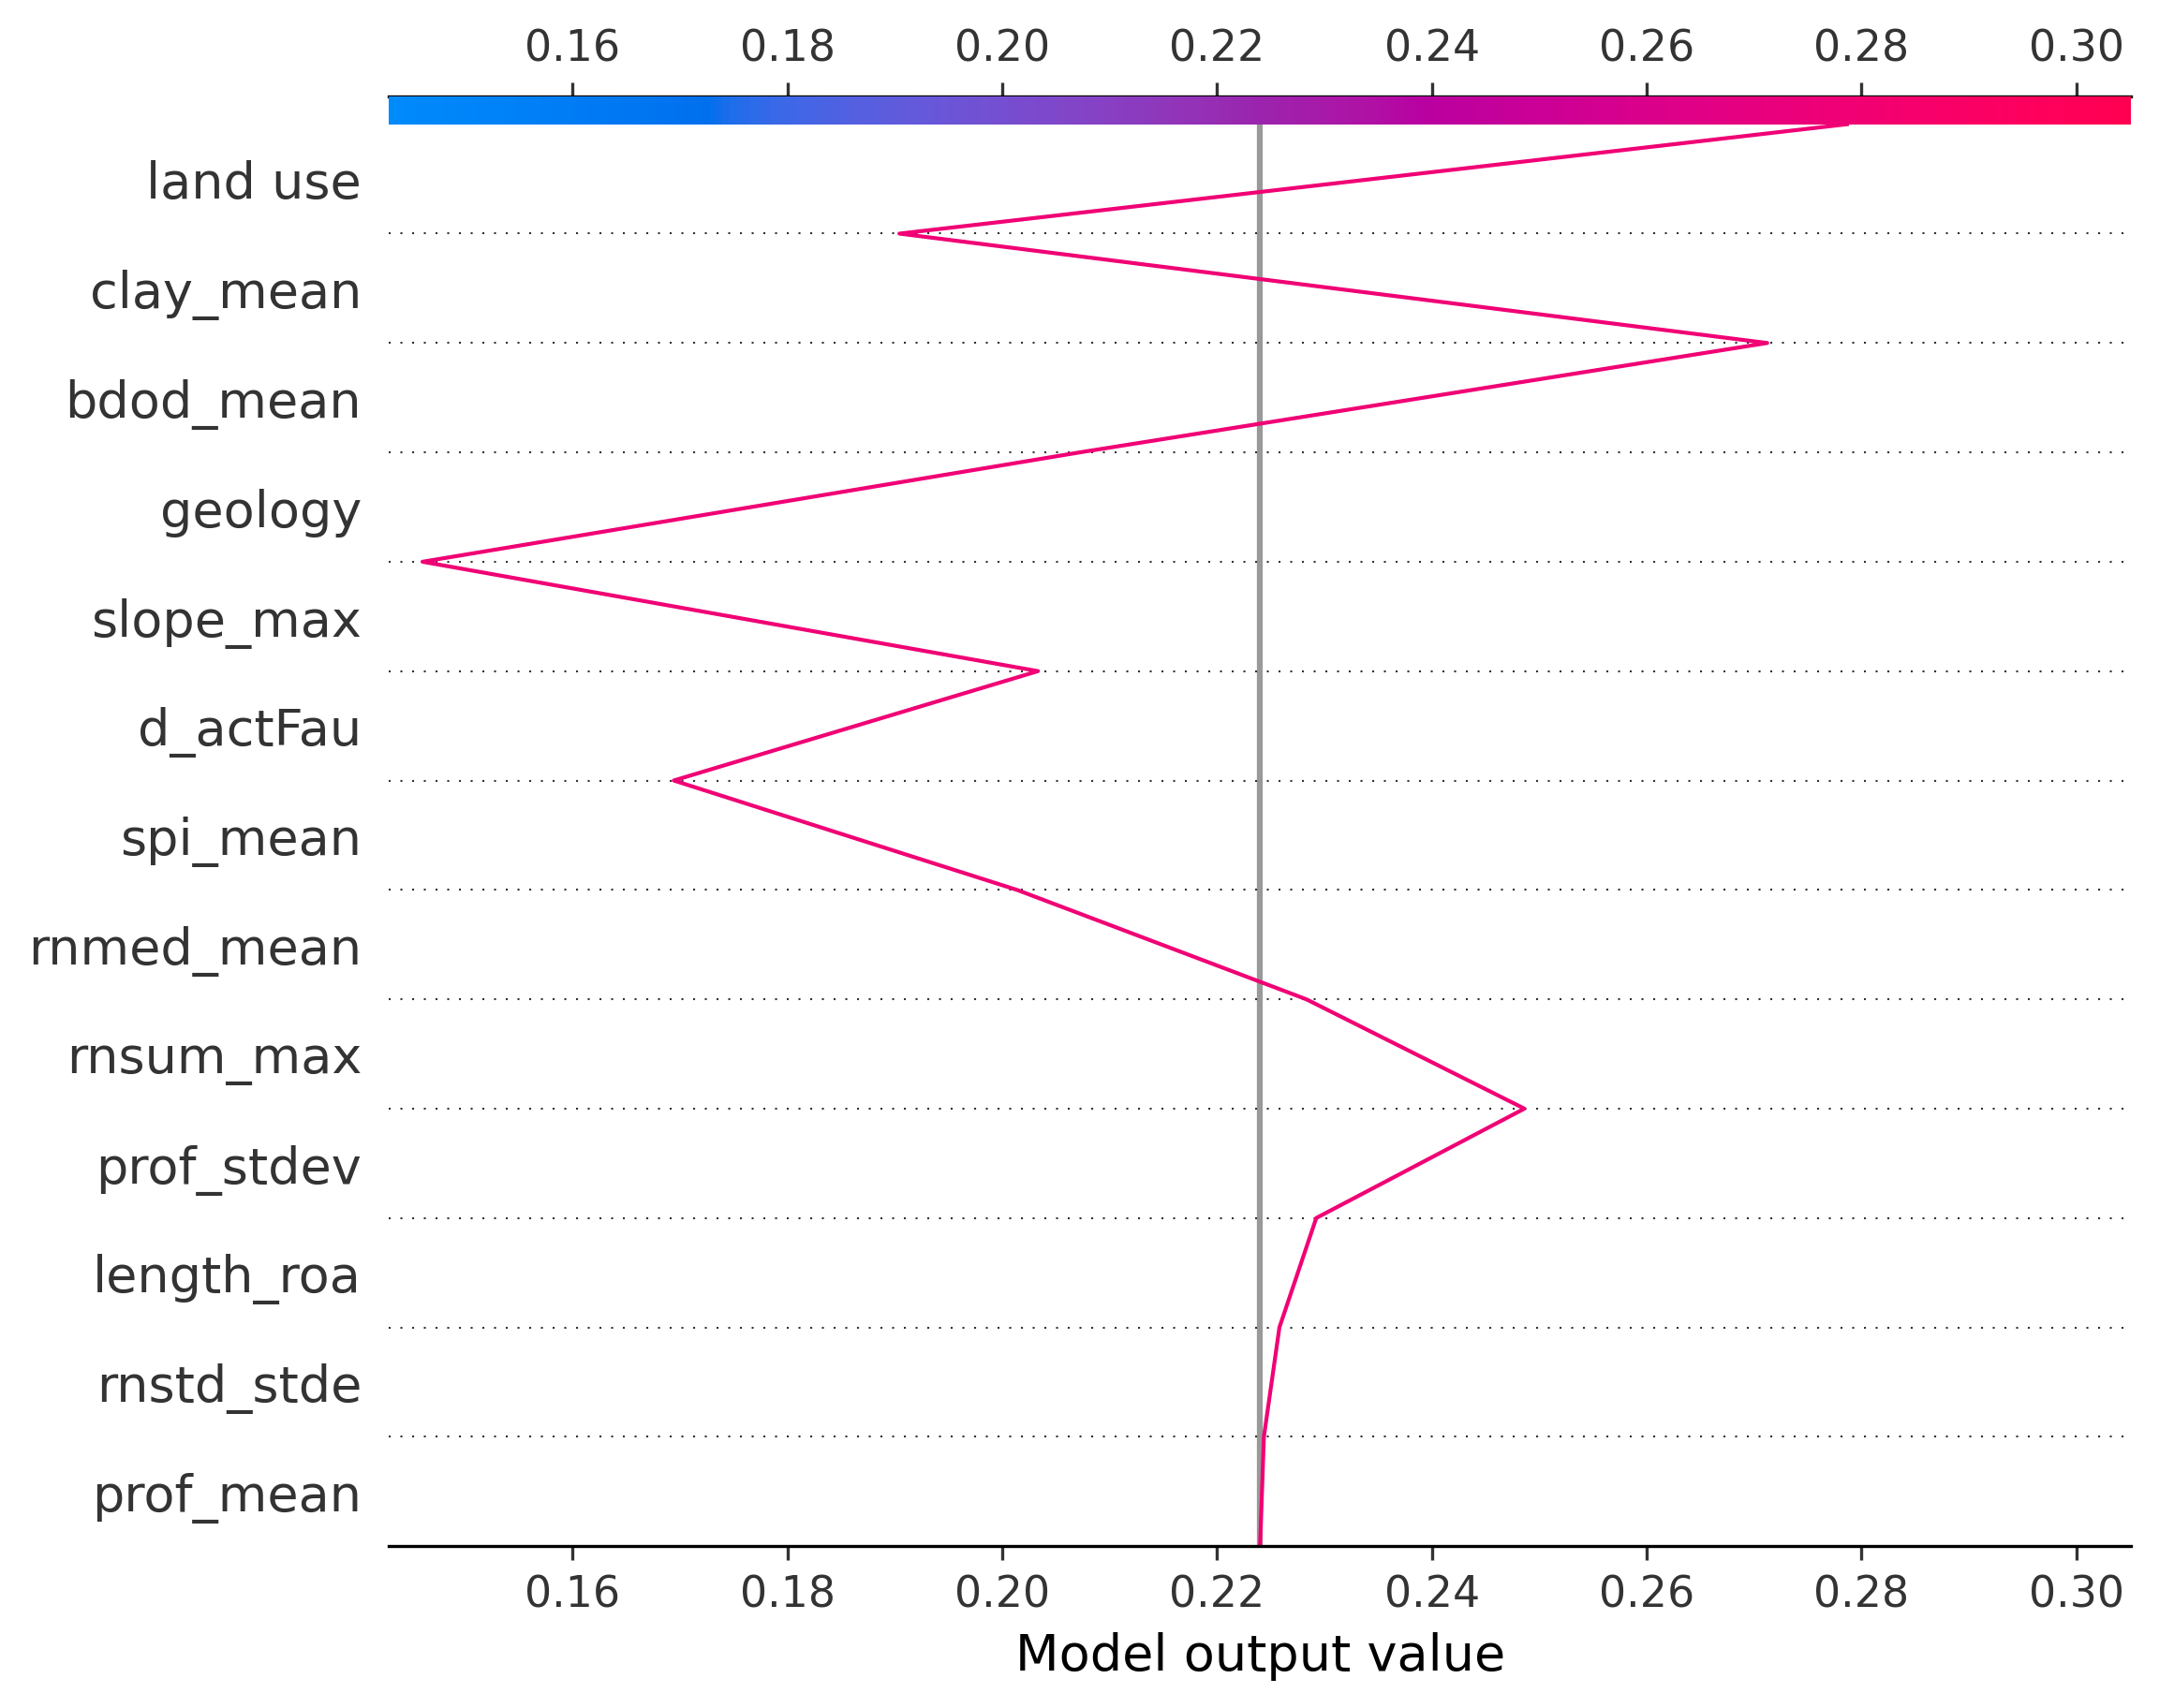 0.16 0.18 0.20 0.22 0.24 0.26 0.28 0.30
land use
clay_mean
bdod_mean
geology
slope_max
d_actFau
spi_mean
rnmed_mean
rnsum_max
prof_stdev
length_roa
rnstd_stde
prof_mean
0.16 0.18 0.20 0.22 0.24 0.26 0.28 0.30
Model output value